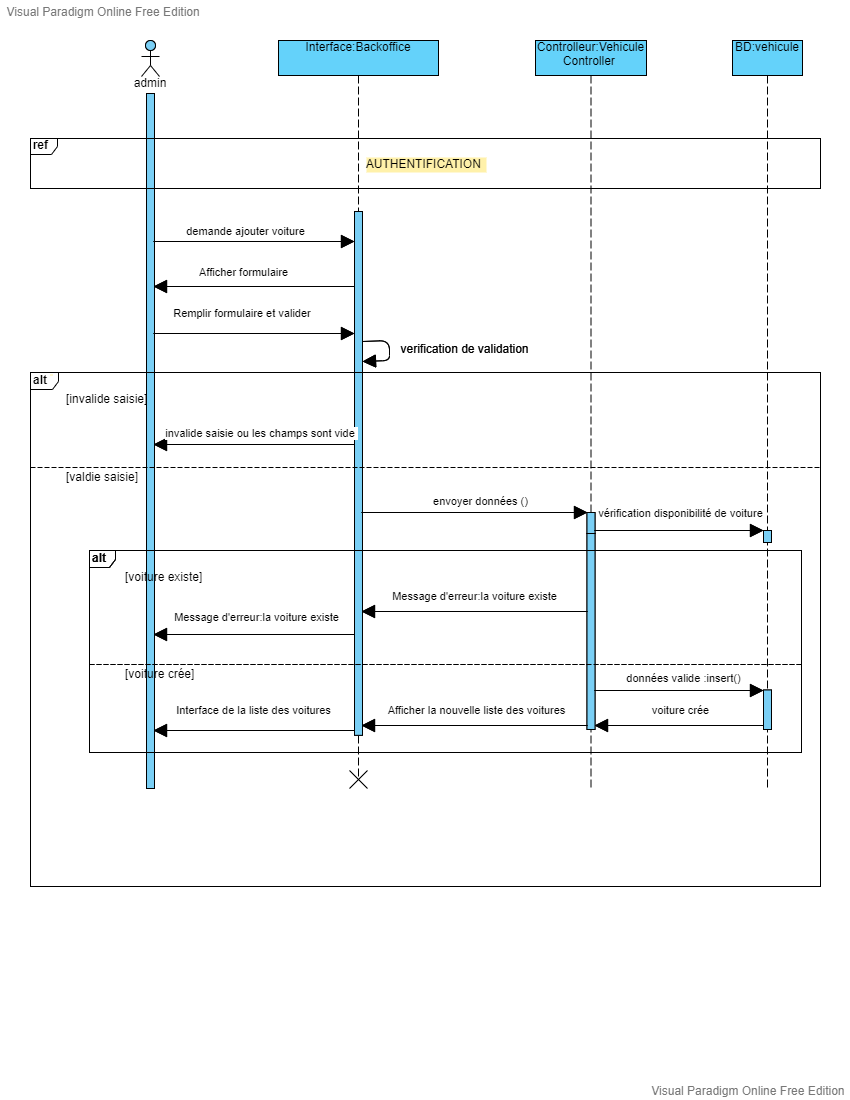 Visual Paradigm Online Free Edition
Interface:Backoffice
Controlleur:Vehicule
Controller
BD:vehicule
admin
ref
AUTHENTIFICATION
demande ajouter voiture
Afficher formulaire
Remplir formulaire et valider
verification de validation
alt
[invalide saisie]
invalide saisie ou les champs sont vide
[valdie saisie]
envoyer données ()
vérification disponibilité de voiture
alt
[voiture existe]
Message d'erreur:la voiture existe
Message d'erreur:la voiture existe
[voiture crêe]
données valide :insert()
Interface de la liste des voitures
Afficher la nouvelle liste des voitures
voiture crée
Visual Paradigm Online Free Edition